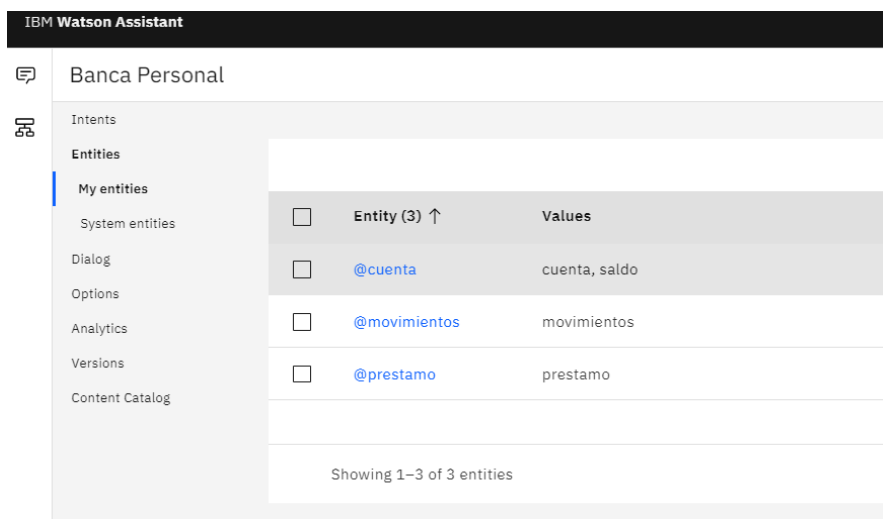 IBM Watson Assistant
Banca Personal
Intents
Entities
My entities
System entities
Dialog
Options
Analytics
Versions
Content Catalog
Entity (3) ↑ Values
@cuenta cuenta, saldo
@movimientos movimientos
@prestamo prestamo
Showing 1–3 of 3 entities